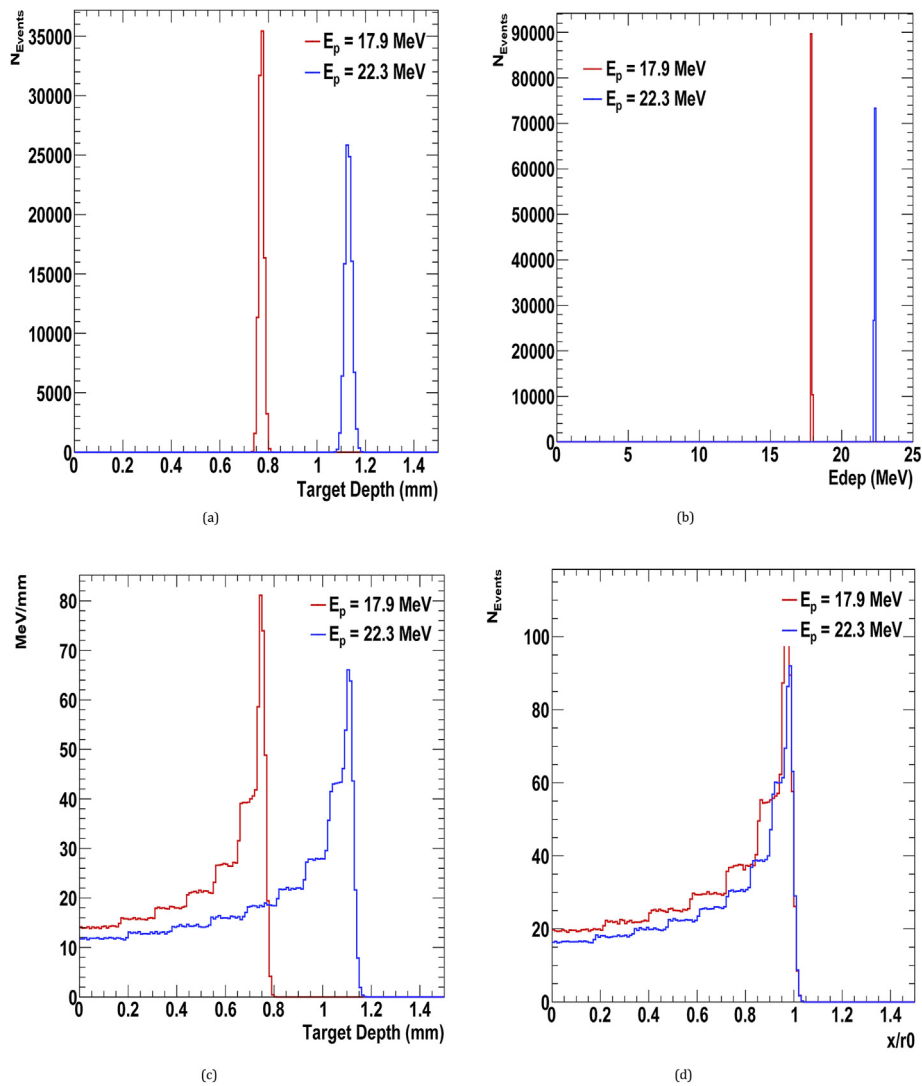 N_Events
35000
30000
25000
20000
15000
10000
5000
0
E_p = 17.9 MeV
E_p = 22.3 MeV
0 0.2 0.4 0.6 0.8 1 1.2 1.4
Target Depth (mm)
(a)
N_Events
90000
80000
70000
60000
50000
40000
30000
20000
10000
0
E_p = 17.9 MeV
E_p = 22.3 MeV
0 5 10 15 20 25
Edep (MeV)
(b)
MeV/mm
80
70
60
50
40
30
20
10
0
E_p = 17.9 MeV
E_p = 22.3 MeV
0 0.2 0.4 0.6 0.8 1 1.2 1.4
Target Depth (mm)
(c)
N_Events
100
80
60
40
20
0
E_p = 17.9 MeV
E_p = 22.3 MeV
0 0.2 0.4 0.6 0.8 1 1.2 1.4
x/r0
(d)